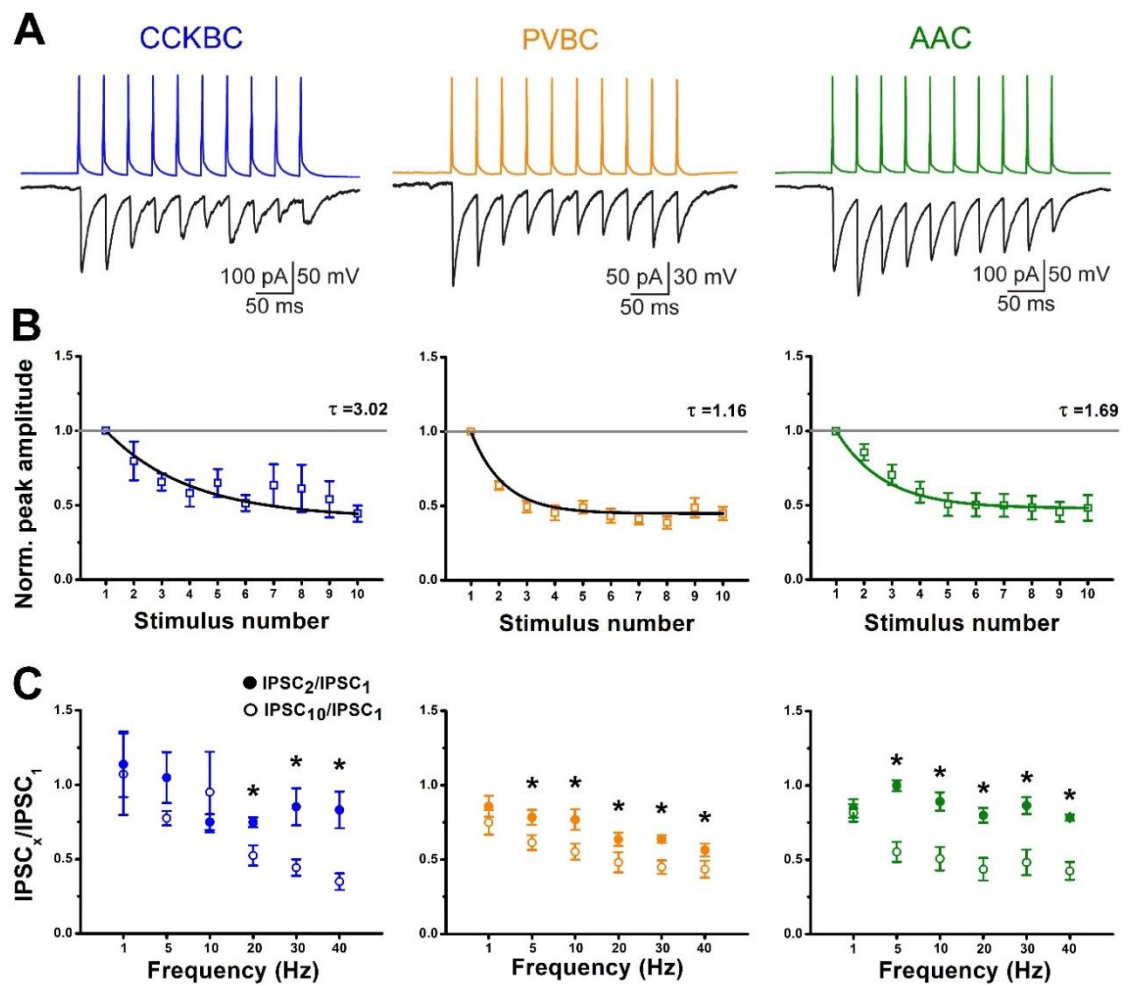 A
CCKBC
PVBC
AAC
100 pA 50 mV
50 ms
50 pA 30 mV
50 ms
100 pA 50 mV
50 ms
B
Norm. peak amplitude
1.5
1.0
0.5
0.0
τ =3.02
1 2 3 4 5 6 7 8 9 10
Stimulus number
1.5
1.0
0.5
0.0
τ =1.16
1 2 3 4 5 6 7 8 9 10
Stimulus number
1.5
1.0
0.5
0.0
τ =1.69
1 2 3 4 5 6 7 8 9 10
Stimulus number
C
IPSCx/IPSC1
IPSC2/IPSC1
IPSC10/IPSC1
1.5
1.0
0.5
0.0
* * *
1 5 10 20 30 40
Frequency (Hz)
1.5
1.0
0.5
0.0
* * * * *
1 5 10 20 30 40
Frequency (Hz)
1.5
1.0
0.5
0.0
* * * * *
1 5 10 20 30 40
Frequency (Hz)